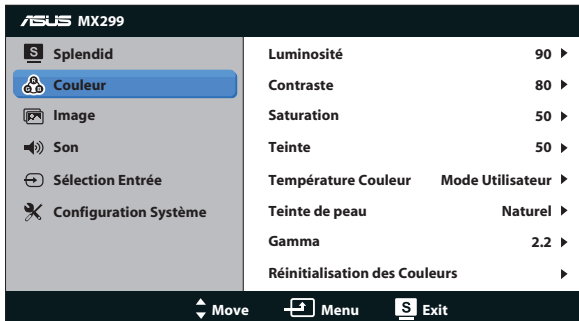 ASUS MX299
S Splendid
Couleur
Image
Son
Sélection Entrée
Configuration Système
Luminosité 90
Contraste 80
Saturation 50
Teinte 50
Température Couleur Mode Utilisateur
Teinte de peau Naturel
Gamma 2.2
Réinitialisation des Couleurs
Move Menu S Exit